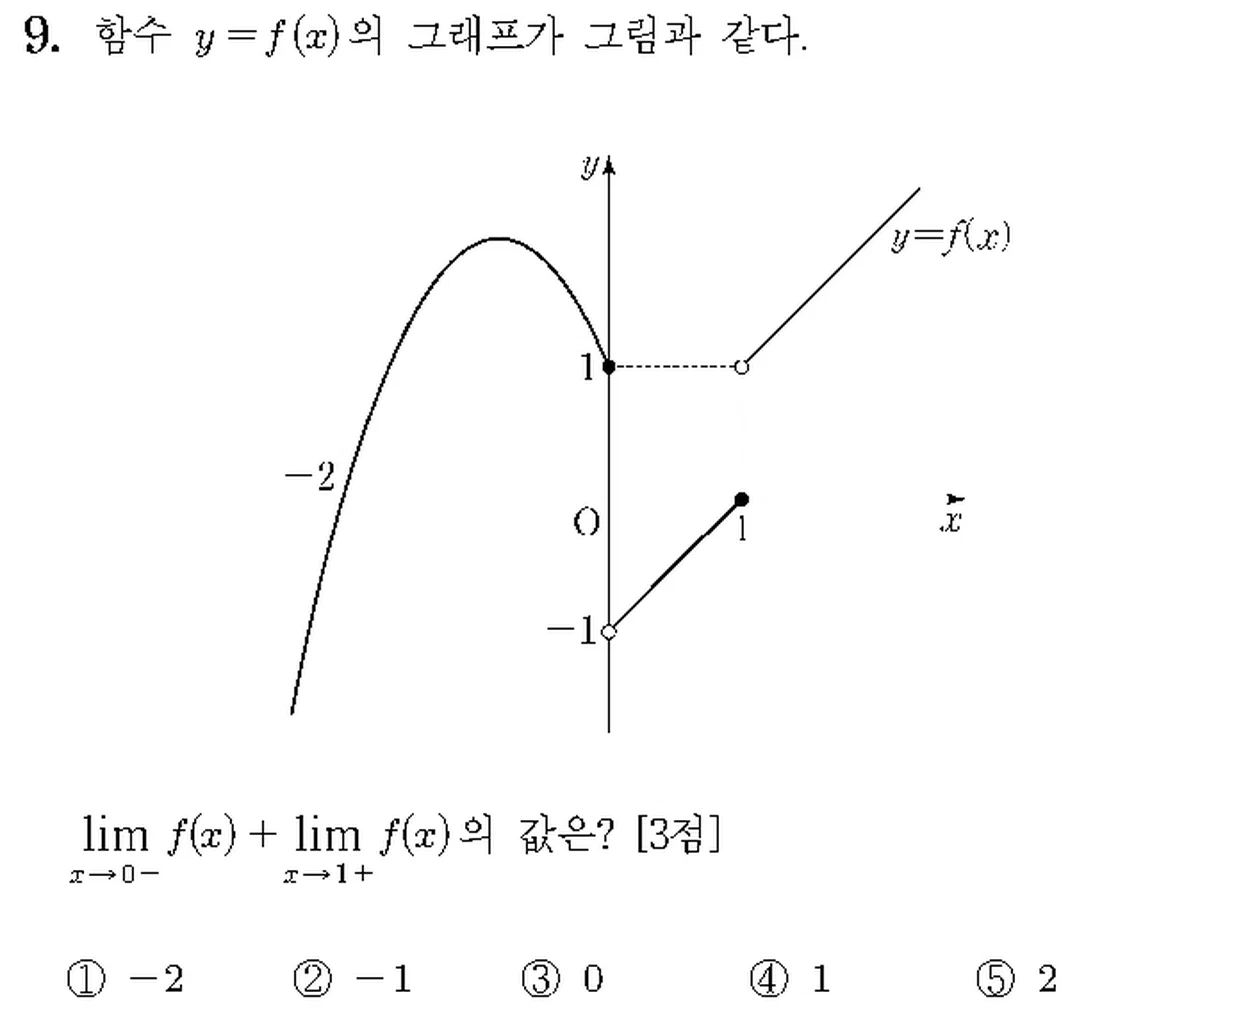 9. 함수 y=f(x)의 그래프가 그림과 같다.
y
y=f(x)
1
-2
O
1
x
-1
lim f(x) + lim f(x)의 값은? [3점]
x→0- x→1+
① -2 ② -1 ③ 0 ④ 1 ⑤ 2